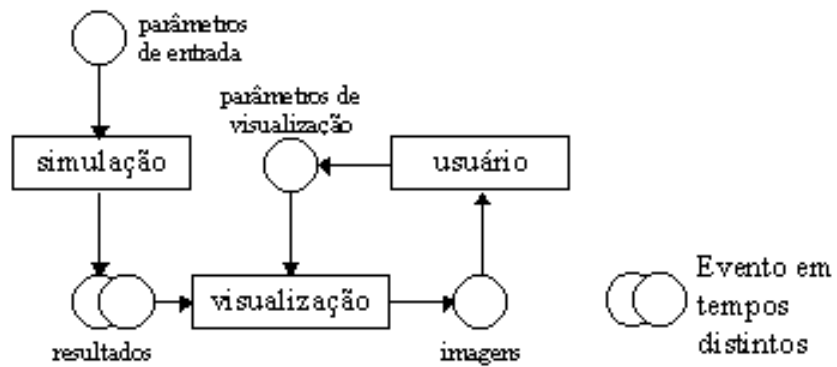 parâmetros
de entrada
parâmetros de
visualização
simulação
usuário
visualização
resultados
imagens
Evento em
tempos
distintos